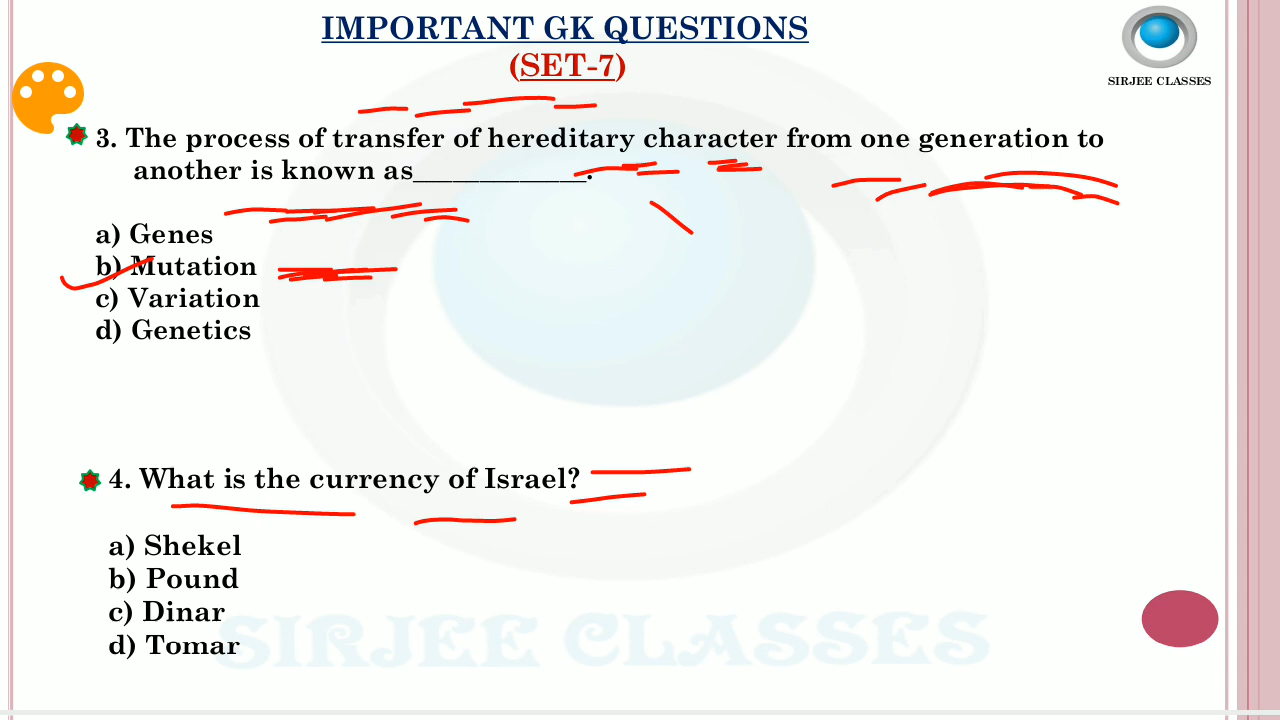 IMPORTANT GK QUESTIONS
(SET-7)
SIRJEE CLASSES
3. The process of transfer of hereditary character from one generation to
another is known as_____________.
a) Genes
b) Mutation
c) Variation
d) Genetics
4. What is the currency of Israel?
a) Shekel
b) Pound
c) Dinar
d) Tomar
SIRJEE CLASSES